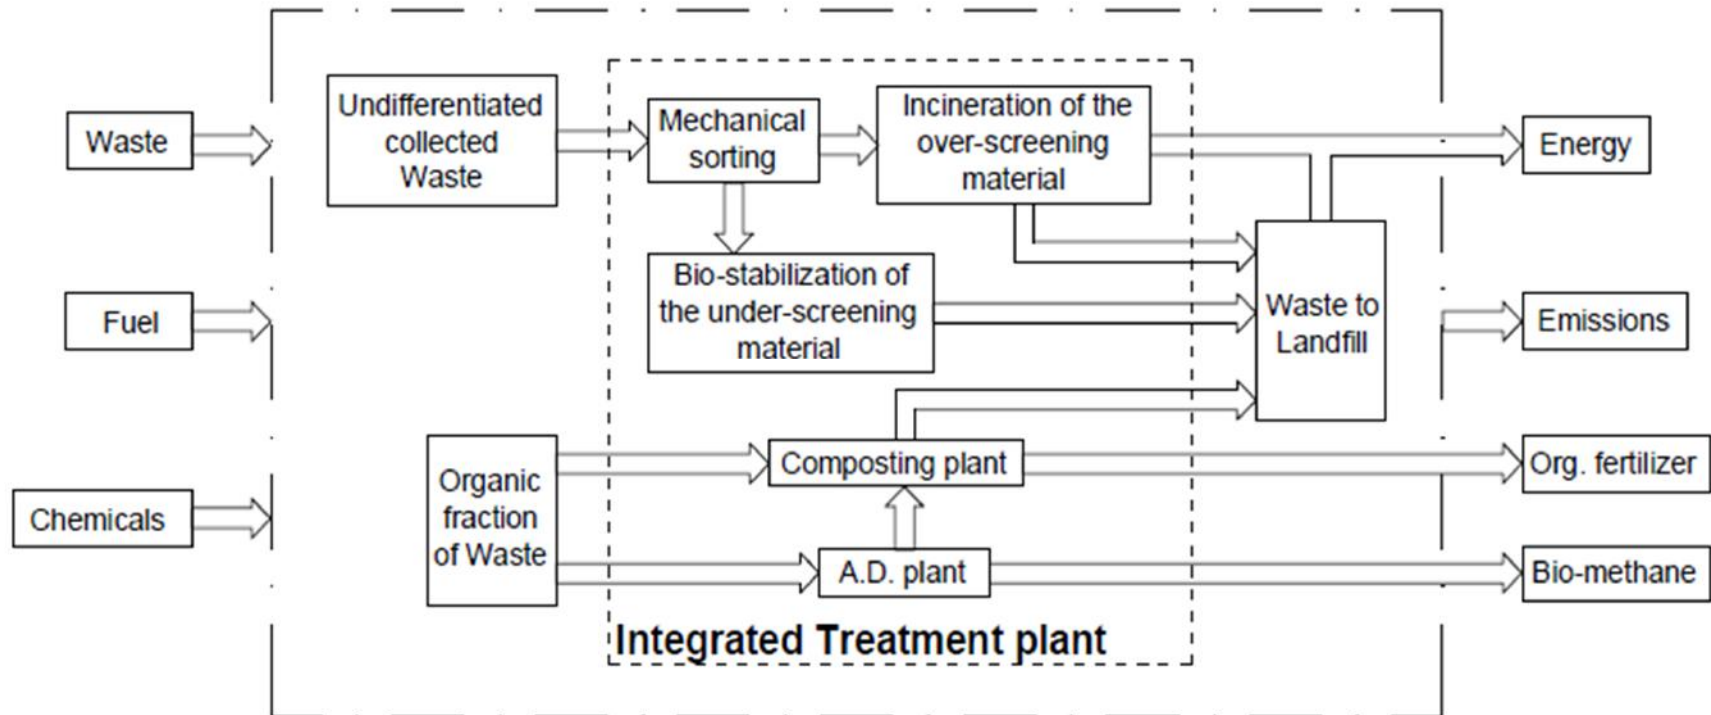 Waste
Fuel
Chemicals
Undifferentiated
collected
Waste
Mechanical
sorting
Incineration of the
over-screening
material
Bio-stabilization of
the under-screening
material
Waste to
Landfill
Organic
fraction
of Waste
Composting plant
A.D. plant
Integrated Treatment plant
Energy
Emissions
Org. fertilizer
Bio-methane